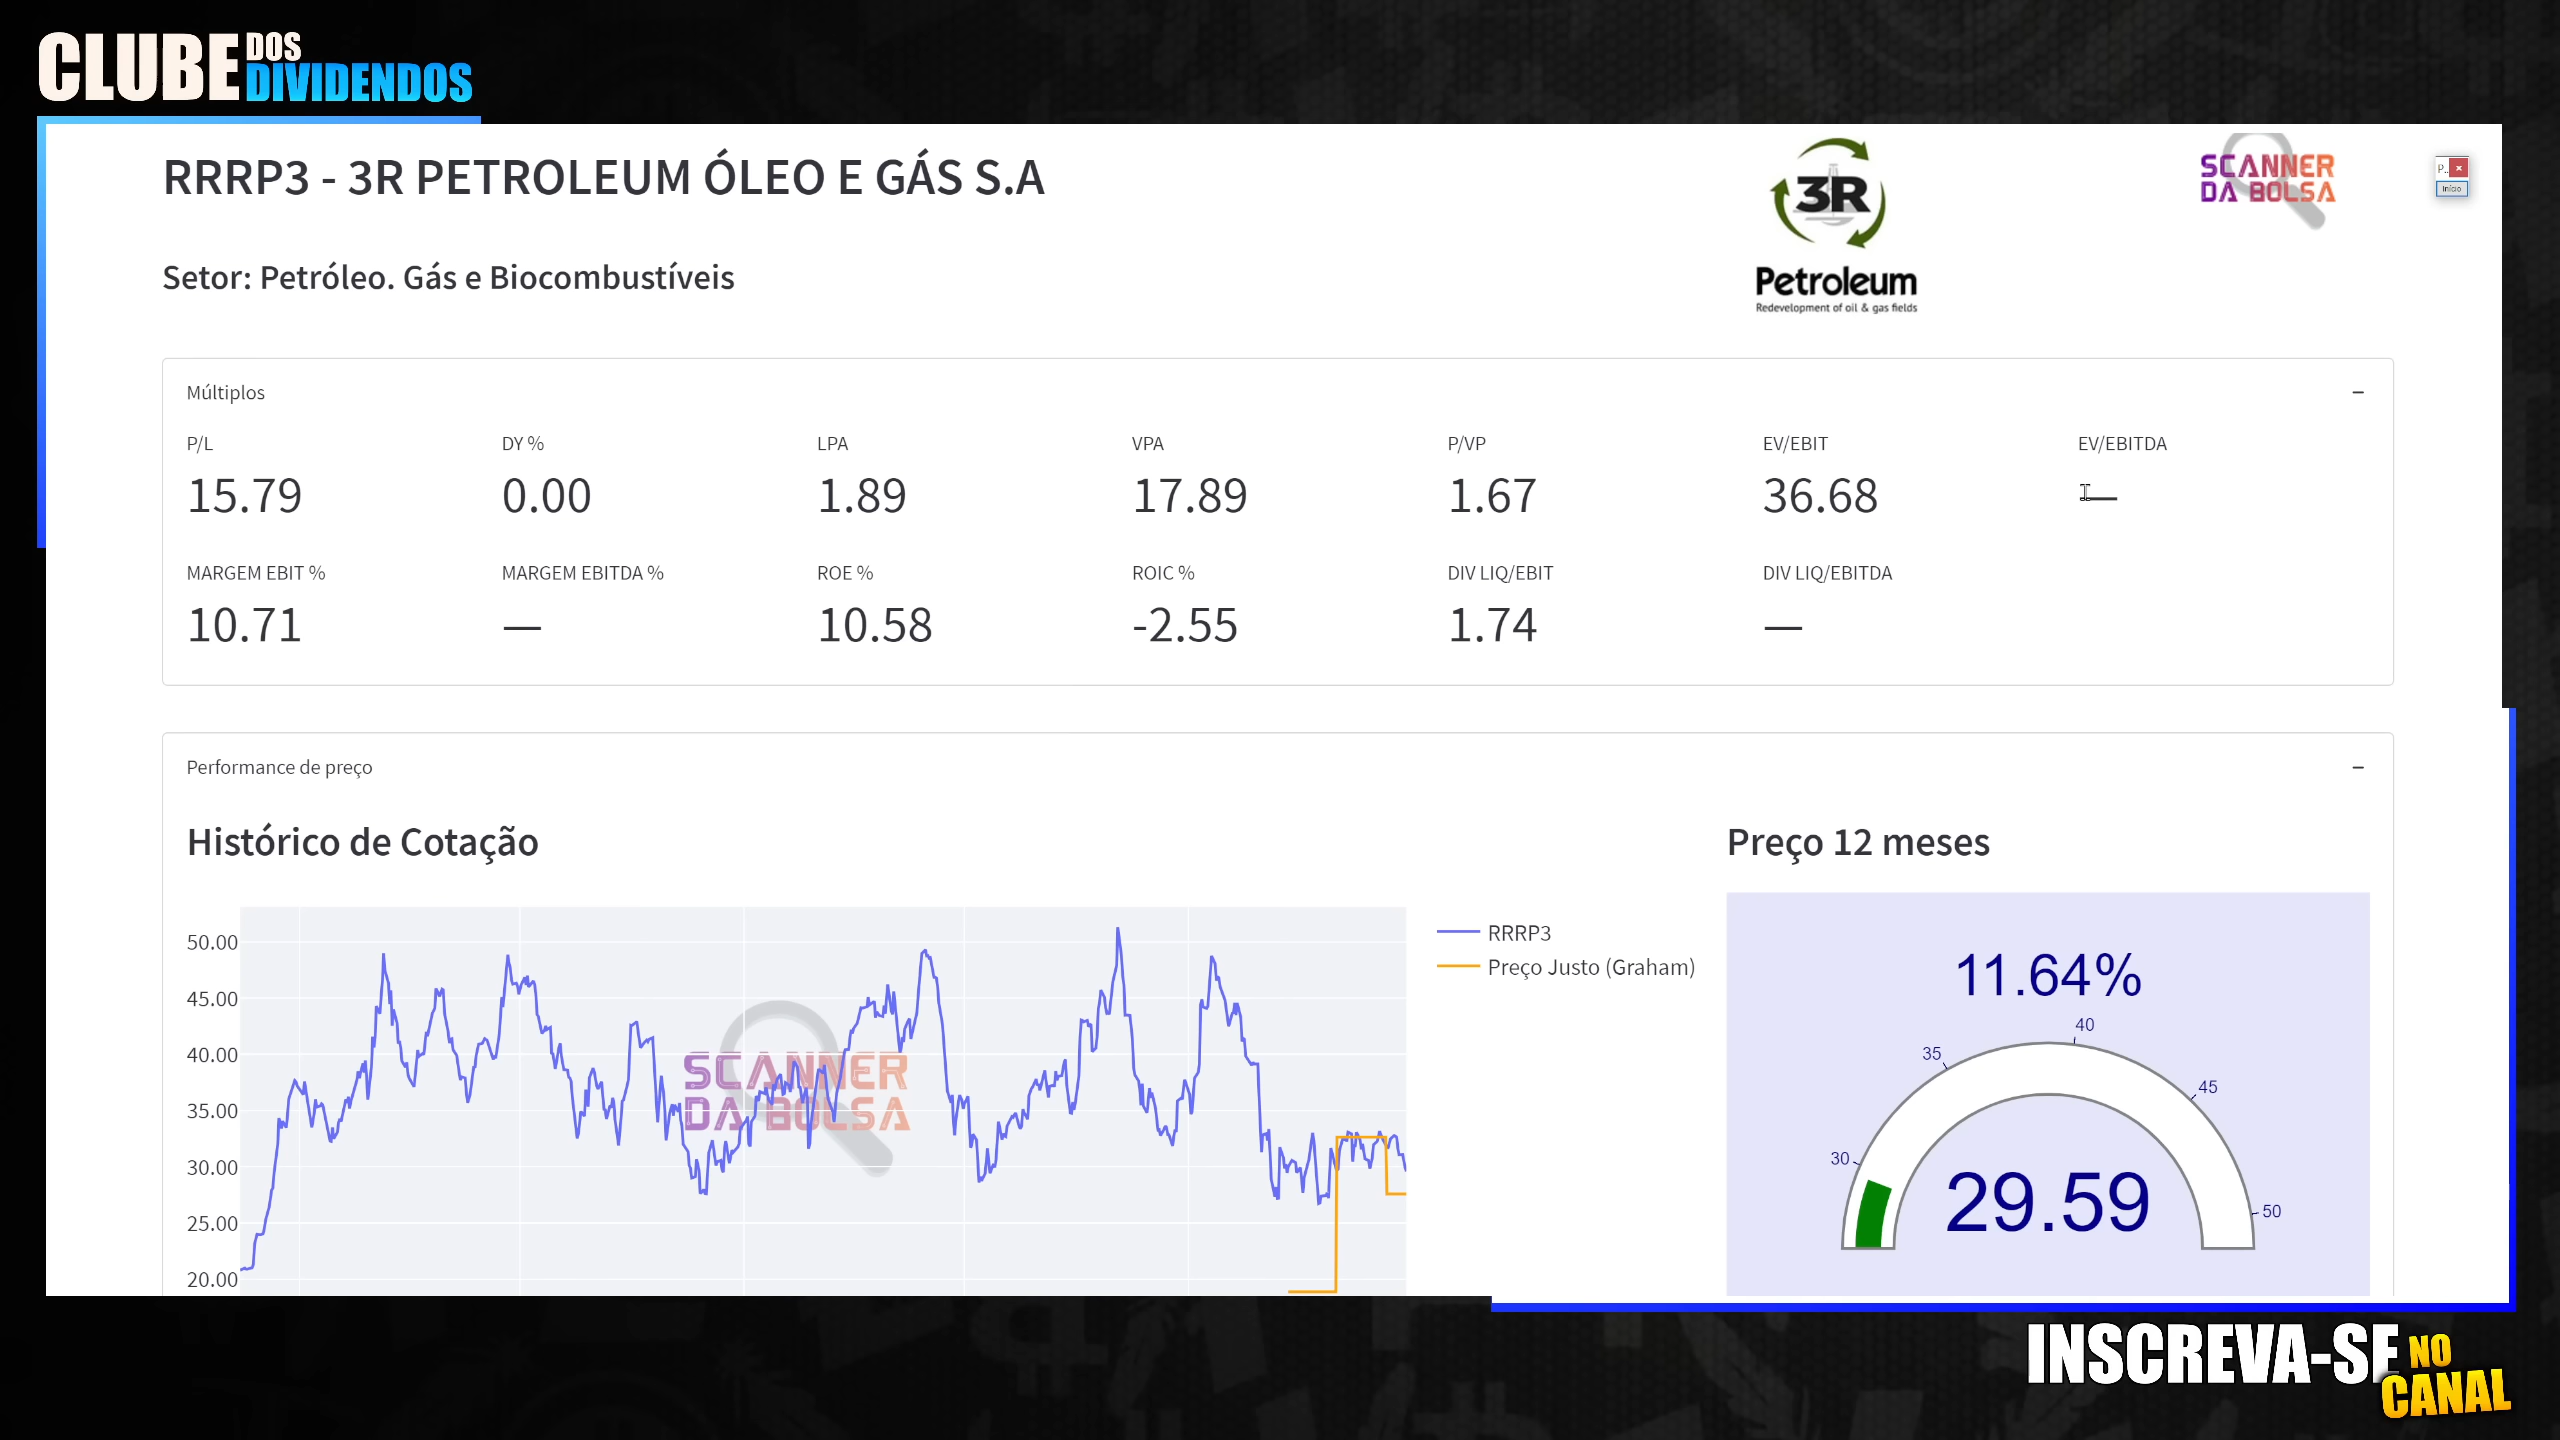 CLUBE DOS
DIVIDENDOS
RRRP3 - 3R PETROLEUM ÓLEO E GÁS S.A
3R
Petroleum
Redevelopment of oil & gas fields
SCANNER
DA BOLSA
P..
Início
Setor: Petróleo. Gás e Biocombustíveis
Múltiplos
P/L DY % LPA VPA P/VP EV/EBIT EV/EBITDA
15.79 0.00 1.89 17.89 1.67 36.68 —
MARGEM EBIT % MARGEM EBITDA % ROE % ROIC % DIV LIQ/EBIT DIV LIQ/EBITDA
10.71 — 10.58 -2.55 1.74 —
Performance de preço
Histórico de Cotação
50.00
45.00
40.00
35.00
30.00
25.00
20.00
SCANNER
DA BOLSA
RRRP3
Preço Justo (Graham)
Preço 12 meses
11.64%
30
35
40
45
50
29.59
INSCREVA-SE NO
CANAL